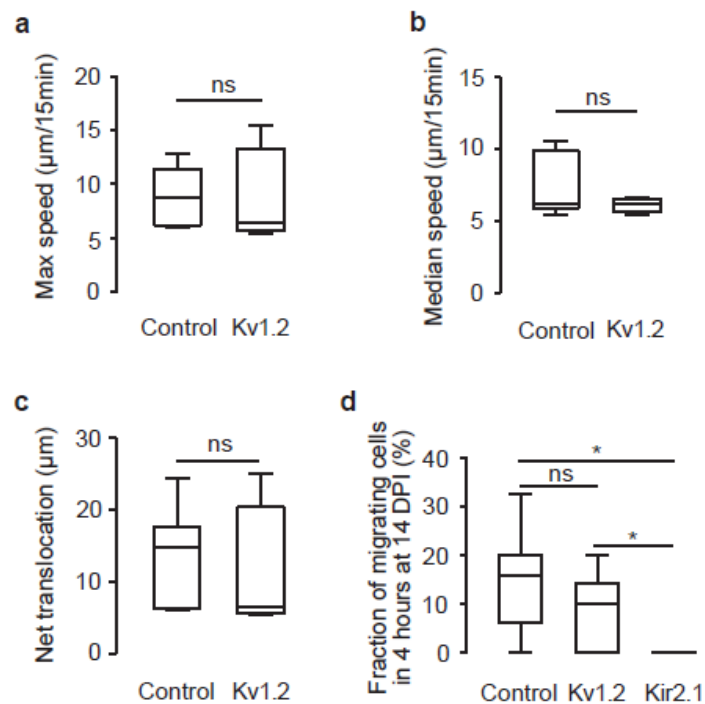 a
Max speed (µm/15min)
20
15
10
5
0
ns
Control Kv1.2
b
Median speed (µm/15min)
15
10
5
0
ns
Control Kv1.2
c
Net translocation (µm)
30
20
10
0
ns
Control Kv1.2
d
Fraction of migrating cells
in 4 hours at 14 DPI (%)
40
30
20
10
0
*
ns
*
Control Kv1.2 Kir2.1